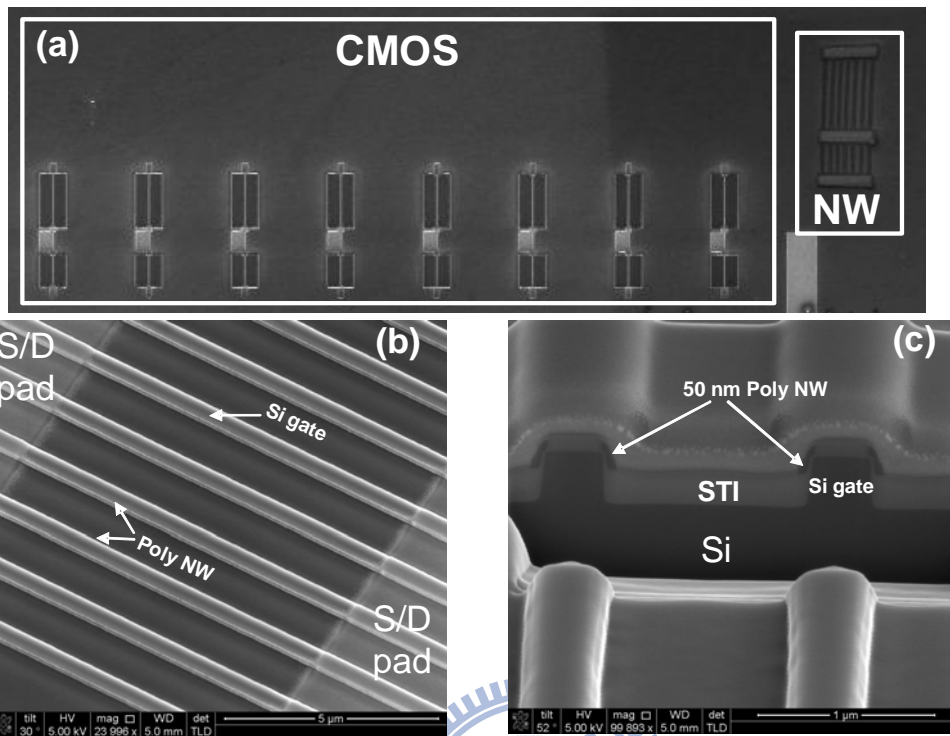 (a)
CMOS
NW
S/D
pad
(b)
Si gate
Poly NW
S/D
pad
tilt HV mag □ WD det
30 ° 5.00 kV 23 996 x 5.0 mm TLD
5 µm
(c)
50 nm Poly NW
STI
Si gate
Si
tilt HV mag □ WD det
52 ° 5.00 kV 99 893 x 5.0 mm TLD
1 µm